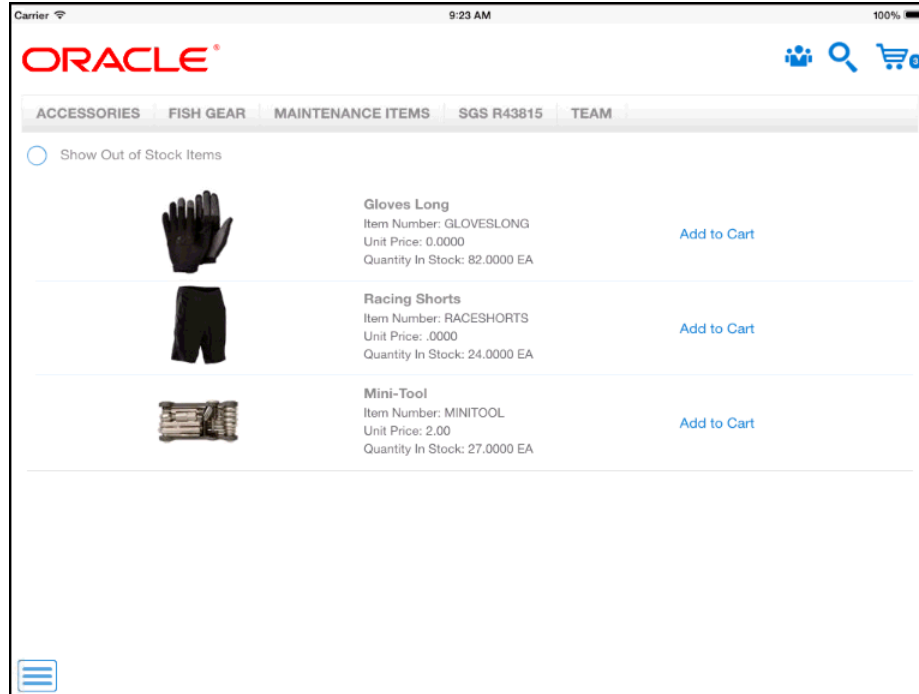 Carrier 9:23 AM 100%
ORACLE®
3
ACCESSORIES FISH GEAR MAINTENANCE ITEMS SGS R43815 TEAM
Show Out of Stock Items
Gloves Long
Item Number: GLOVESLONG
Unit Price: 0.0000
Quantity In Stock: 82.0000 EA
Add to Cart
Racing Shorts
Item Number: RACESHORTS
Unit Price: .0000
Quantity In Stock: 24.0000 EA
Add to Cart
Mini-Tool
Item Number: MINITOOL
Unit Price: 2.00
Quantity In Stock: 27.0000 EA
Add to Cart